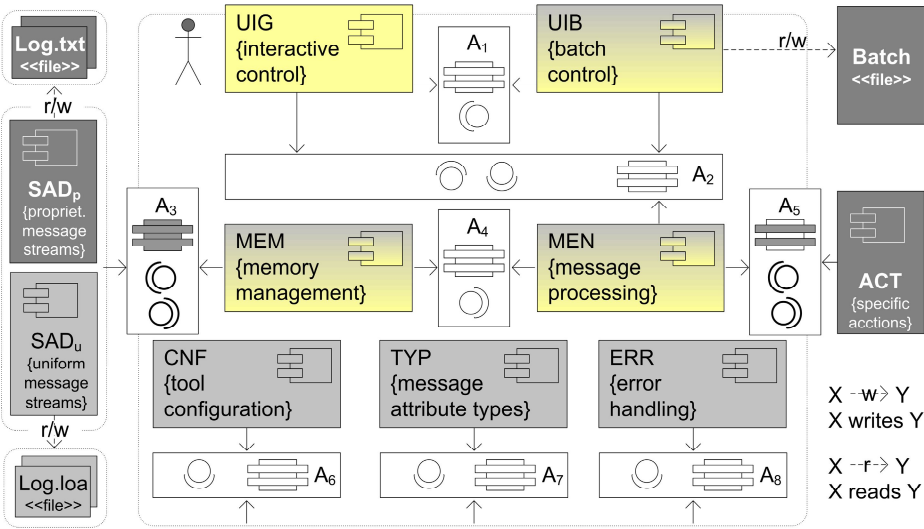 Log.txt
<<file>>
r/w
SADp
{propriet.
message
streams}
SADu
{uniform
message
streams}
r/w
Log.loa
<<file>>
UIG
{interactive
control}
A1
UIB
{batch
control}
r/w
Batch
<<file>>
A2
A3
MEM
{memory
management}
A4
MEN
{message
processing}
A5
ACT
{specific
acctions}
CNF
{tool
configuration}
TYP
{message
attribute types}
ERR
{error
handling}
A6
A7
A8
X --w-> Y
X writes Y
X --r-> Y
X reads Y